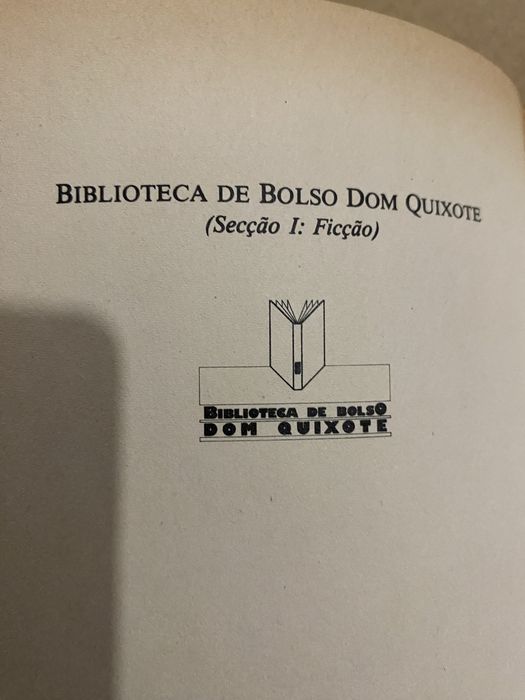 BIBLIOTECA DE BOLSO DOM QUIXOTE
(Secção I: Ficção)
BIBLIOTECA DE BOLSO
DOM QUIXOTE